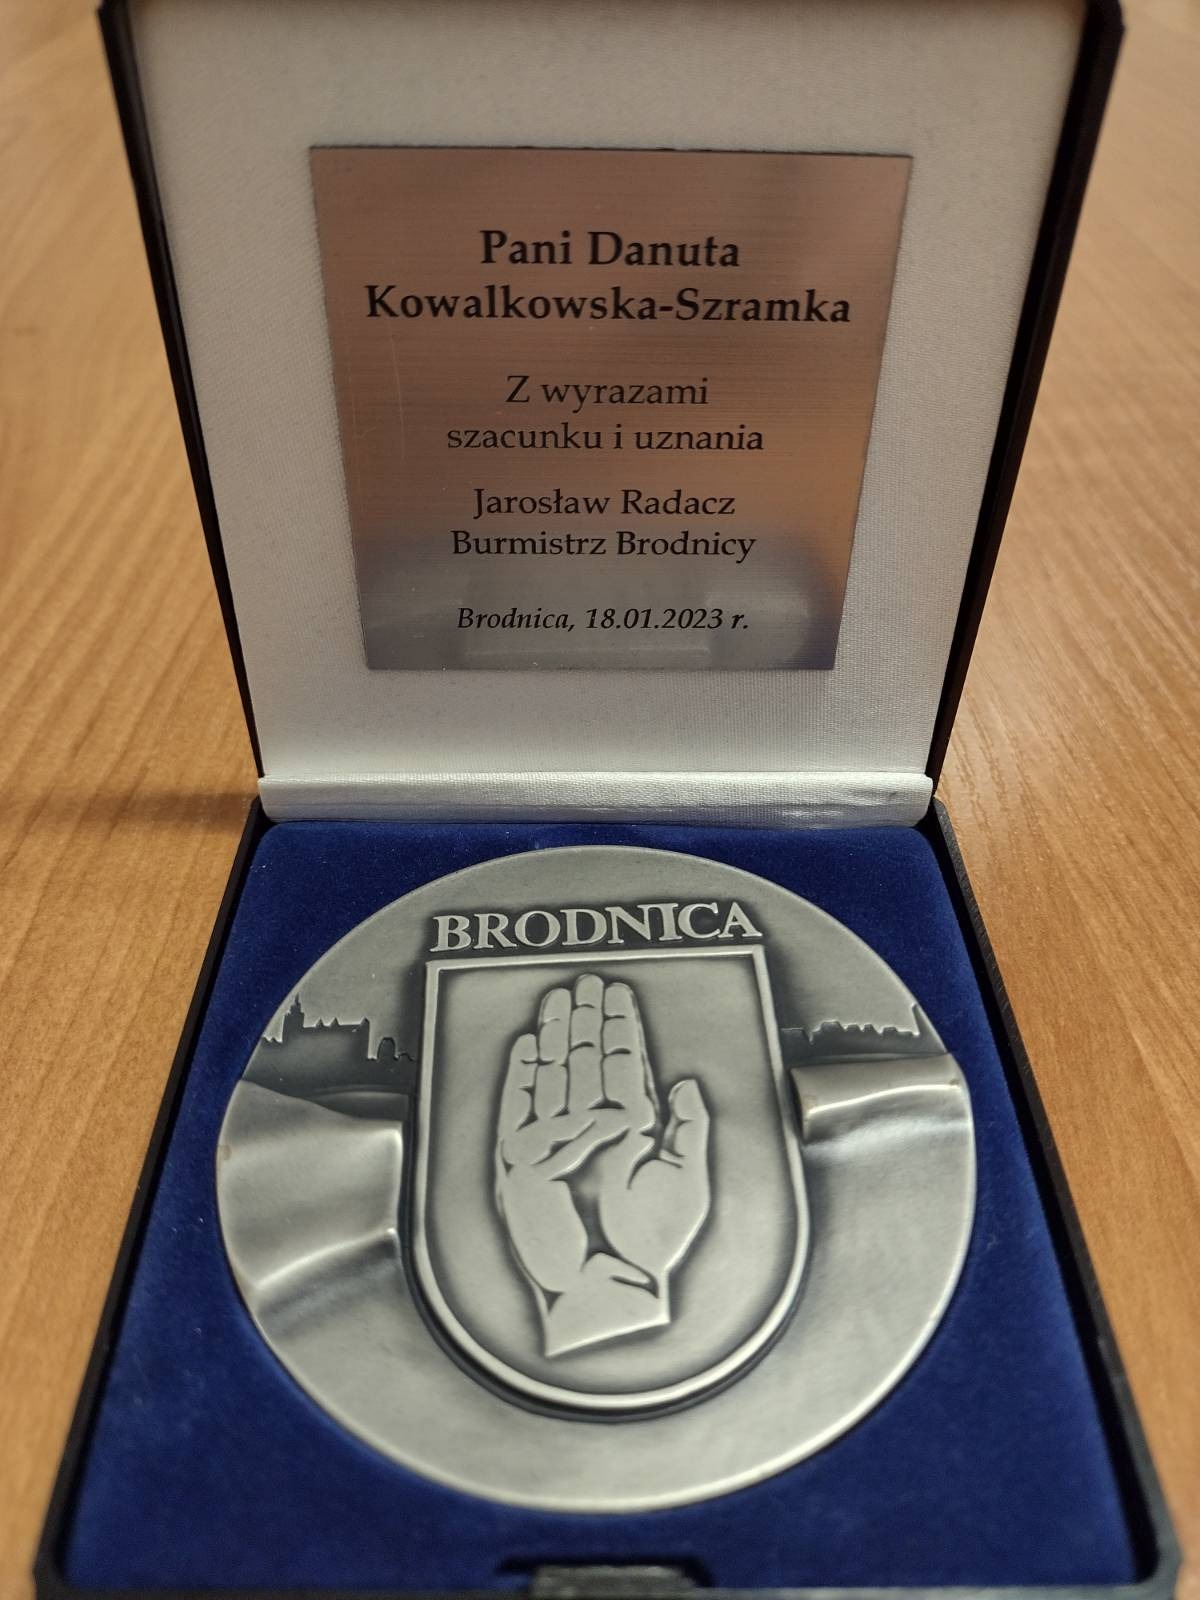 Pani Danuta
Kowalkowska-Szramka
Z wyrazami
szacunku i uznania
Jarosław Radacz
Burmistrz Brodnicy
Brodnica, 18.01.2023 r.
BRODNICA